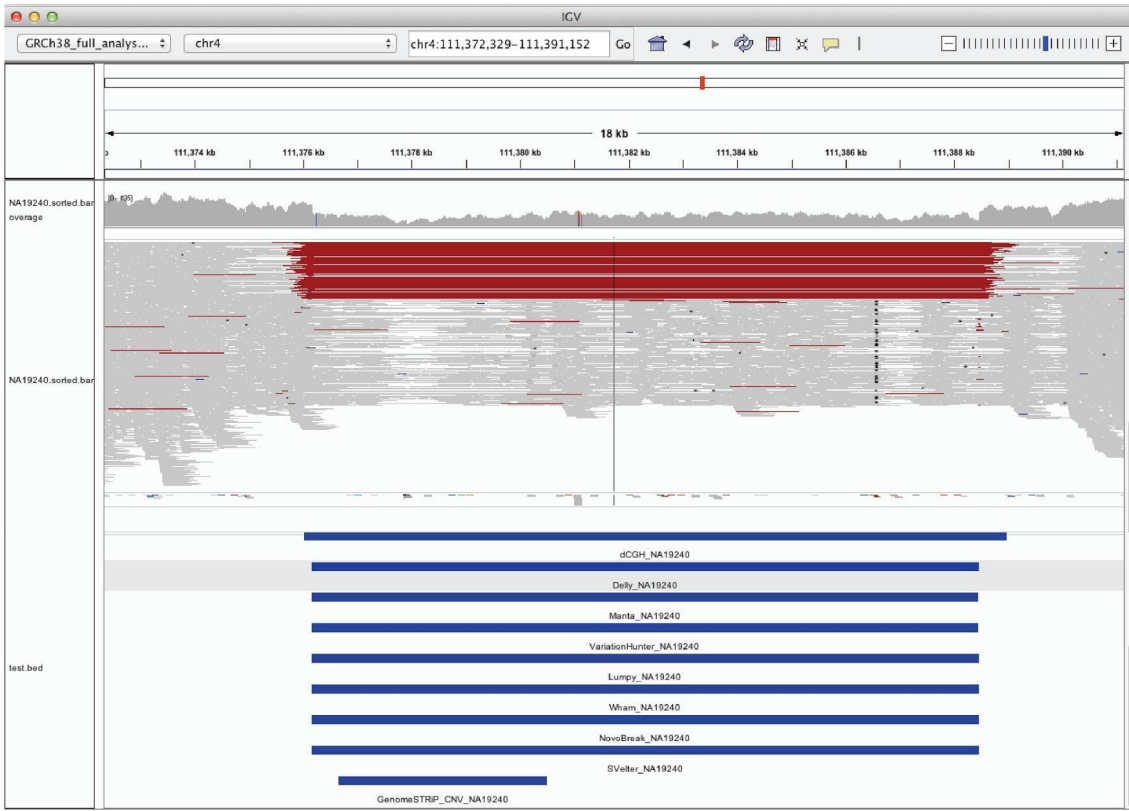 IGV
GRCh38_full_analys... chr4 chr4:111,372,329-111,391,152 Go
18 kb
111,374 kb 111,376 kb 111,378 kb 111,380 kb 111,382 kb 111,384 kb 111,386 kb 111,388 kb 111,390 kb
NA19240.sorted.bar
overage
NA19240.sorted.bar
dCGH_NA19240
Delly_NA19240
Manta_NA19240
VariationHunter_NA19240
test.bed
Lumpy_NA19240
Wham_NA19240
NovoBreak_NA19240
SVelter_NA19240
GenomeSTRiP_CNV_NA19240